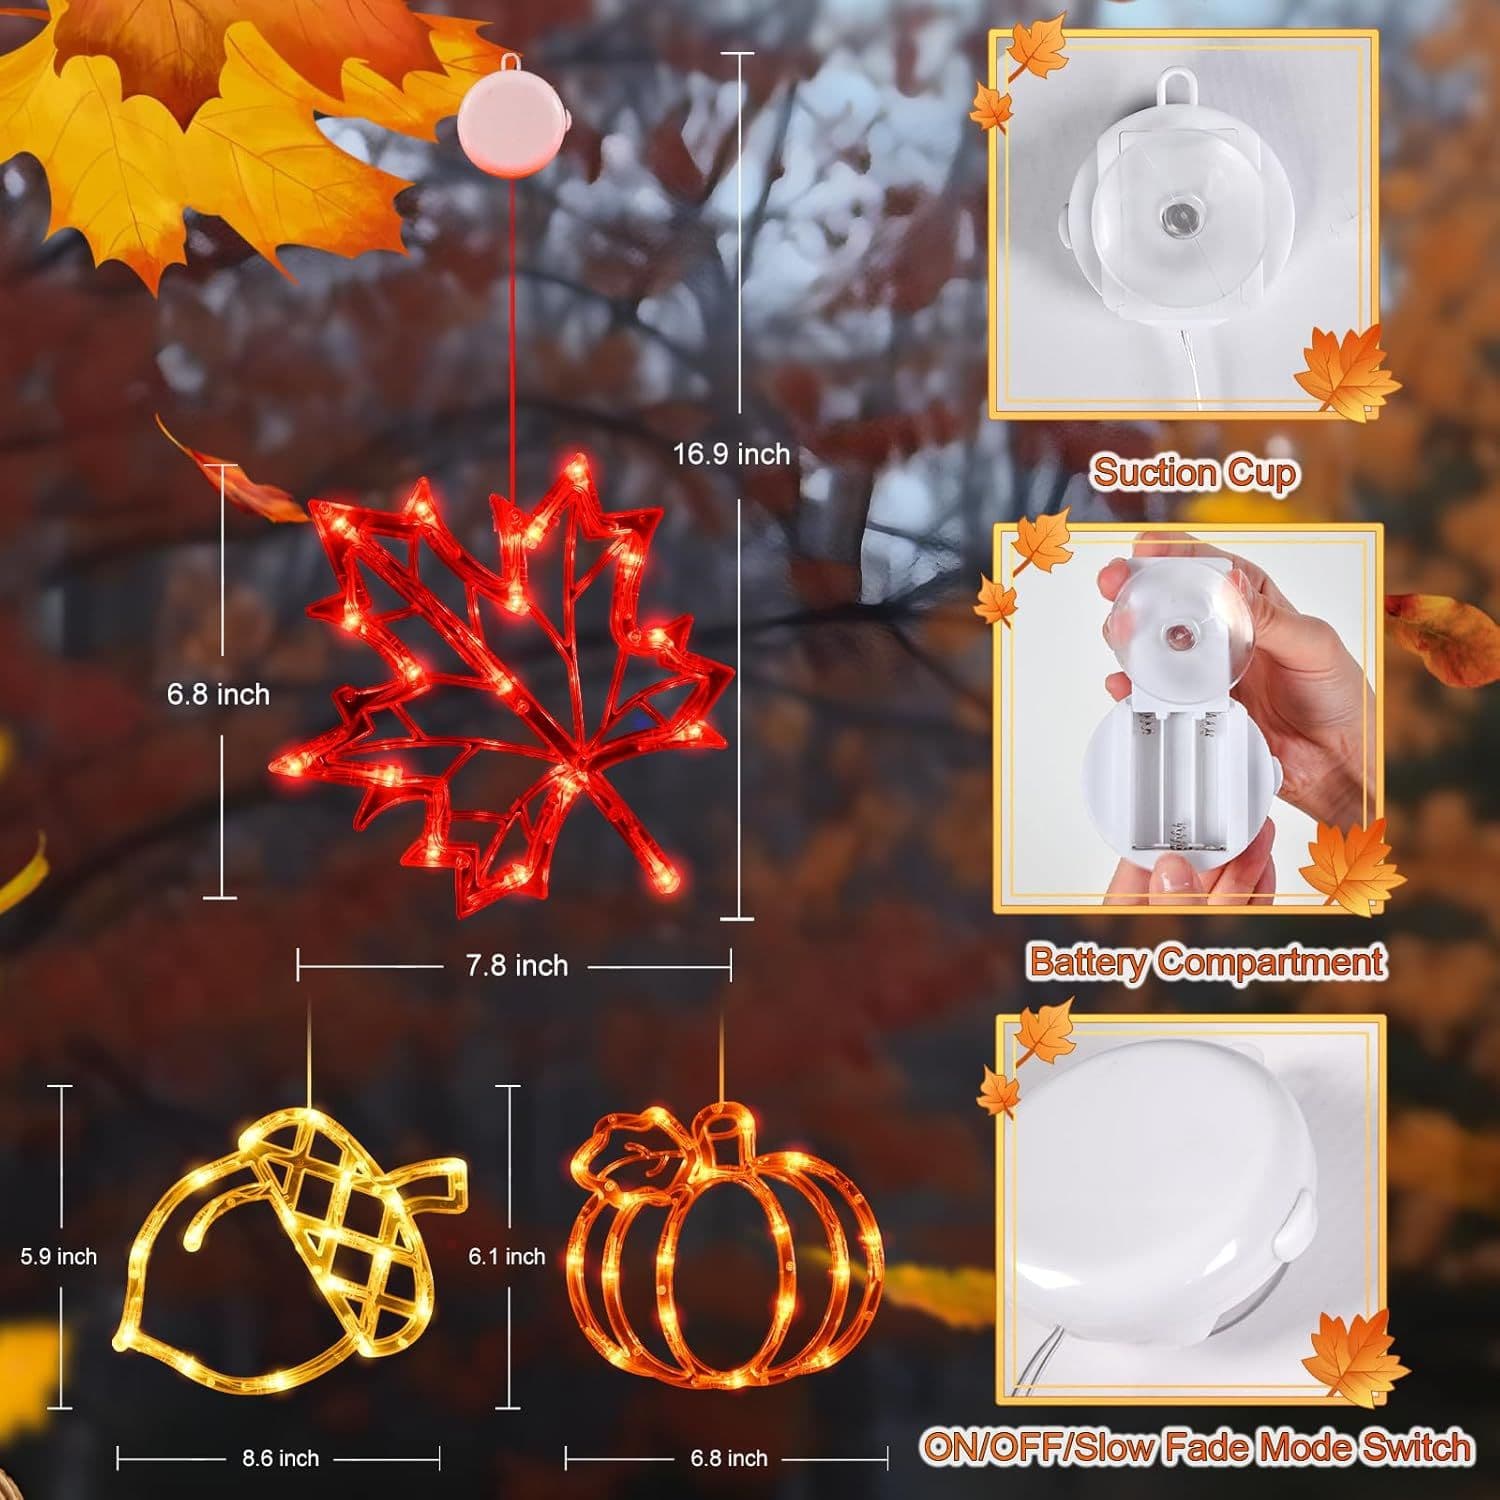 16.9 inch
6.8 inch
7.8 inch
5.9 inch
8.6 inch
6.1 inch
6.8 inch
Suction Cup
Battery Compartment
ON/OFF/Slow Fade Mode Switch